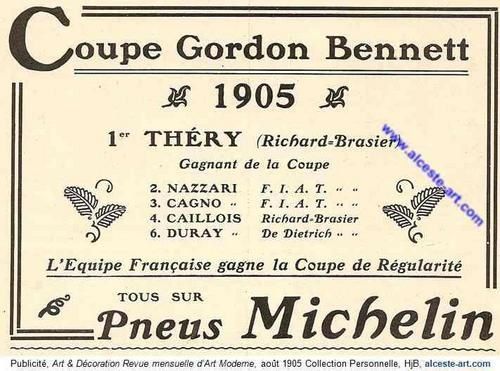 Coupe Gordon Bennett
1905
1er THÉRY (Richard=Brasier)
Gagnant de la Coupe
2. NAZZARI F. I. A. T. " "
3. CAGNO " F. I. A. T. " "
4. CAILLOIS Richard-Brasier
6. DURAY " De Dietrich " "
L'Equipe Française gagne la Coupe de Régularité
TOUS SUR
Pneus Michelin
www.alceste-art.com
Publicité, Art & Décoration Revue mensuelle d'Art Moderne, août 1905 Collection Personnelle, HjB, alceste-art.com